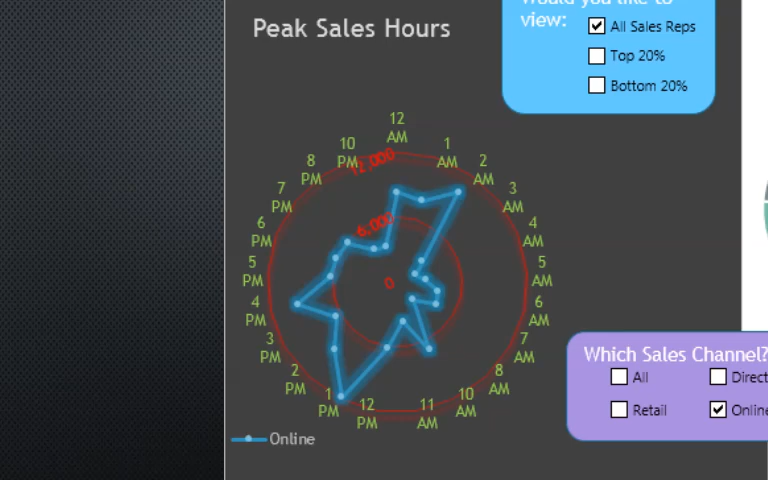 would you like to
view:
All Sales Reps
Top 20%
Bottom 20%
Peak Sales Hours
12
AM
1
AM
2
AM
3
AM
4
AM
5
AM
6
AM
7
AM
8
AM
10
AM
11
AM
12
PM
1
PM
2
PM
3
PM
4
PM
5
PM
6
PM
7
PM
8
PM
10
PM
12,000
6,000
0
Online
Which Sales Channel?
All
Direct
Retail
Online